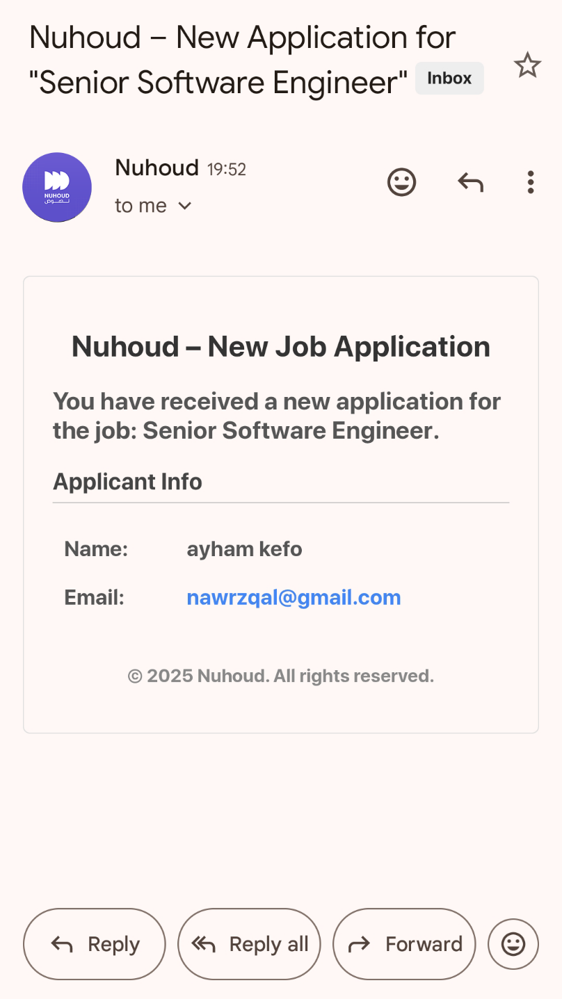 Nuhoud – New Application for
"Senior Software Engineer" Inbox
NUHOUD
نـهـوض
Nuhoud 19:52
to me
Nuhoud – New Job Application
You have received a new application for
the job: Senior Software Engineer.
Applicant Info
Name: ayham kefo
Email: nawrzqal@gmail.com
© 2025 Nuhoud. All rights reserved.
Reply Reply all Forward